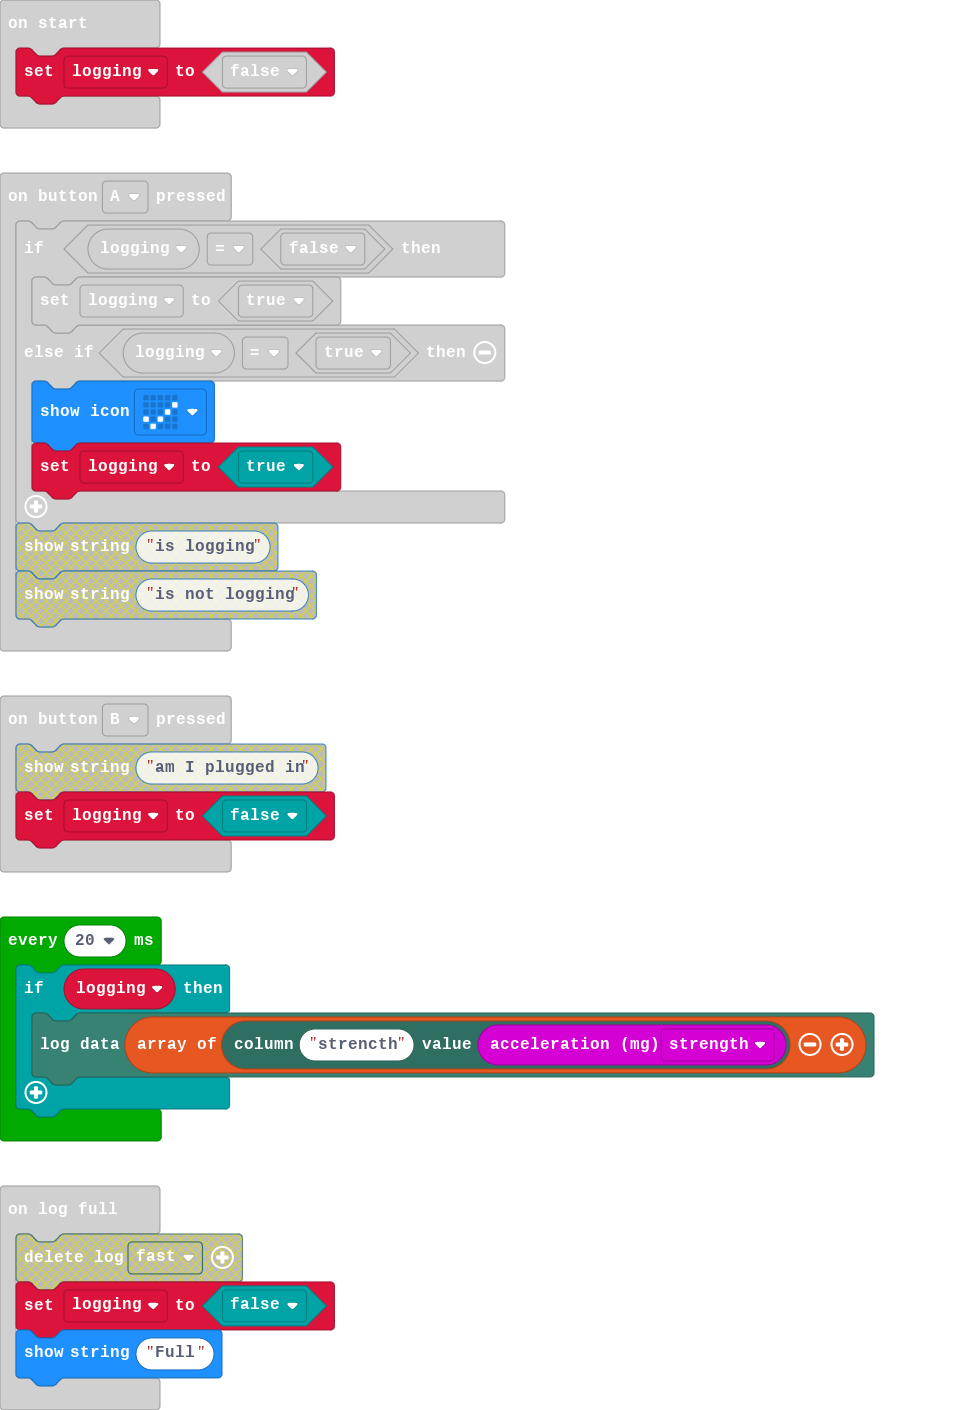 on start
set logging to false
on button A pressed
if logging = false then
set logging to true
else if logging = true then
show icon
set logging to true
show string "is logging"
show string "is not logging"
on button B pressed
show string "am I plugged in"
set logging to false
every 20 ms
if logging then
log data array of column "strencth" value acceleration (mg) strength
on log full
delete log fast
set logging to false
show string "Full"